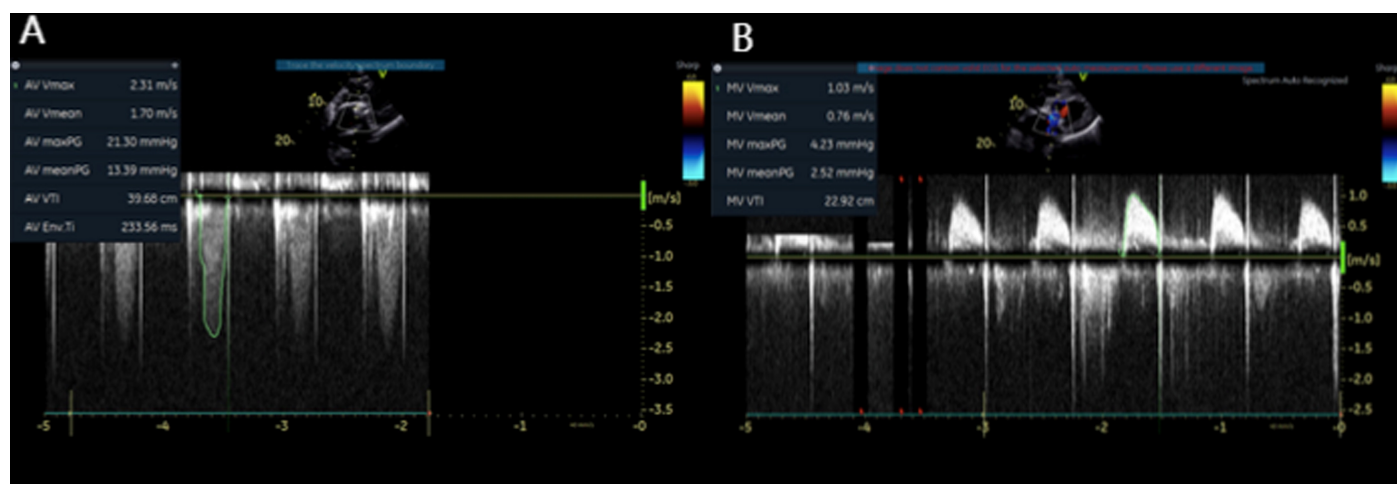 A
Trace the velocity spectrum boundary.
Sharp
AV Vmax 2.31 m/s
AV Vmean 1.70 m/s
AV maxPG 21.30 mmHg
AV meanPG 13.39 mmHg
AV VTI 39.68 cm
AV Env.Ti 233.56 ms
10
20
[m/s]
-0.5
-1.0
-1.5
-2.0
-2.5
-3.0
-3.5
-5 -4 -3 -2 -1 -0
B
Spectrum Auto Recognized
MV Vmax 1.03 m/s
MV Vmean 0.76 m/s
MV maxPG 4.23 mmHg
MV meanPG 2.52 mmHg
MV VTI 22.92 cm
10
20
1.0
0.5
[m/s]
-0.5
-1.0
-1.5
-2.0
-2.5
-5 -4 -3 -2 -1 -0